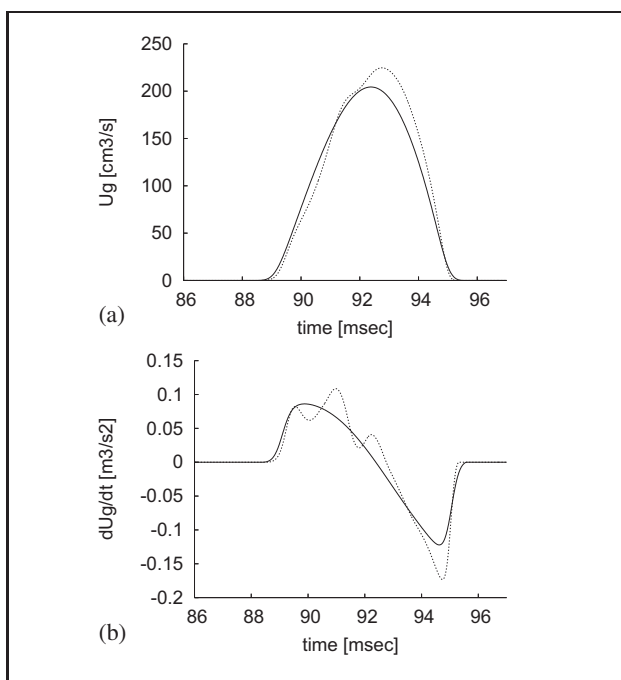 250
200
150
100
50
0
Ug [cm3/s]
86 88 90 92 94 96
time [msec]
(a)
0.15
0.1
0.05
0
-0.05
-0.1
-0.15
-0.2
dUg/dt [m3/s2]
86 88 90 92 94 96
time [msec]
(b)